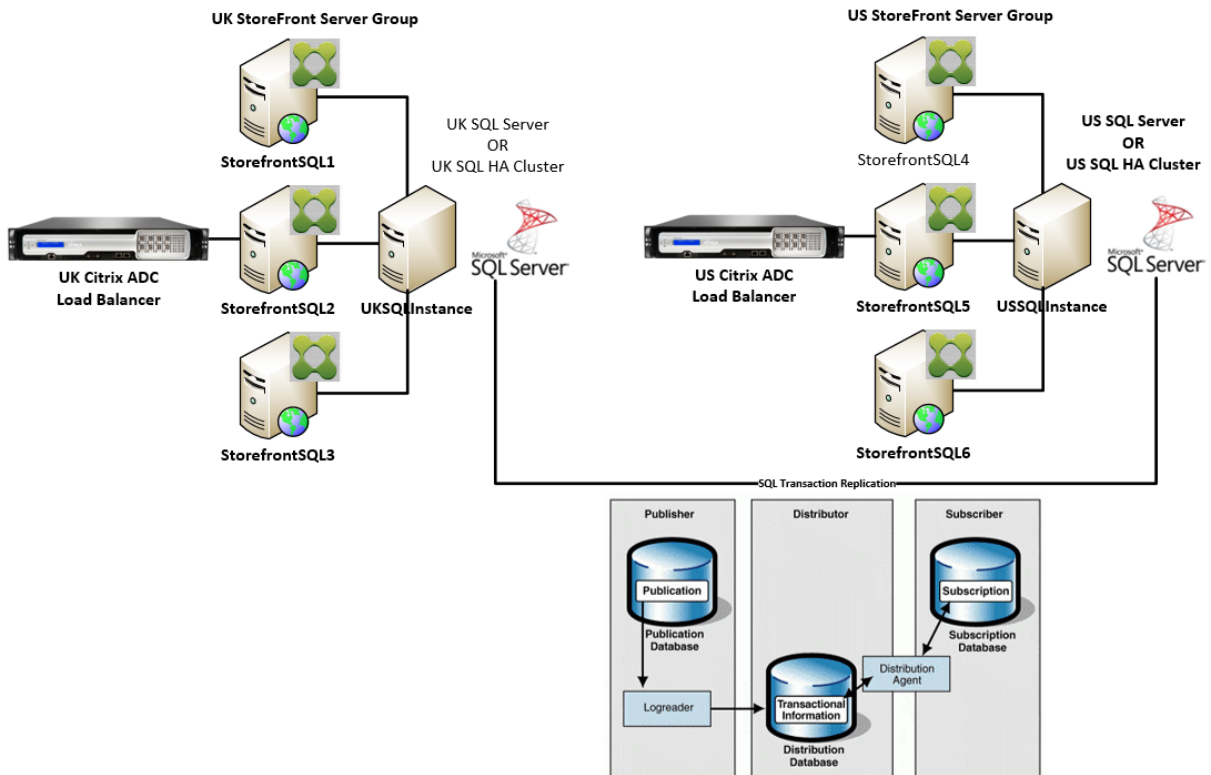 UK StoreFront Server Group
StorefrontSQL1
UK SQL Server
OR
UK SQL HA Cluster
UK Citrix ADC
Load Balancer
StorefrontSQL2
UKSQLInstance
Microsoft
SQL Server
StorefrontSQL3
US StoreFront Server Group
StorefrontSQL4
US SQL Server
OR
US SQL HA Cluster
US Citrix ADC
Load Balancer
StorefrontSQL5
USSQLInstance
Microsoft
SQL Server
StorefrontSQL6
SQL Transaction Replication
Publisher
Publication
Publication
Database
Logreader
Distributor
Transactional
Information
Distribution
Database
Distribution
Agent
Subscriber
Subscription
Subscription
Database